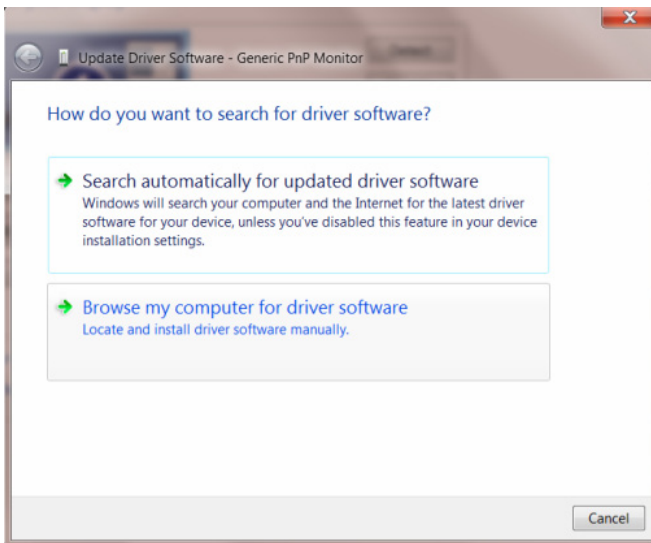 Update Driver Software - Generic PnP Monitor
How do you want to search for driver software?
Search automatically for updated driver software
Windows will search your computer and the Internet for the latest driver
software for your device, unless you've disabled this feature in your device
installation settings.
Browse my computer for driver software
Locate and install driver software manually.
Cancel